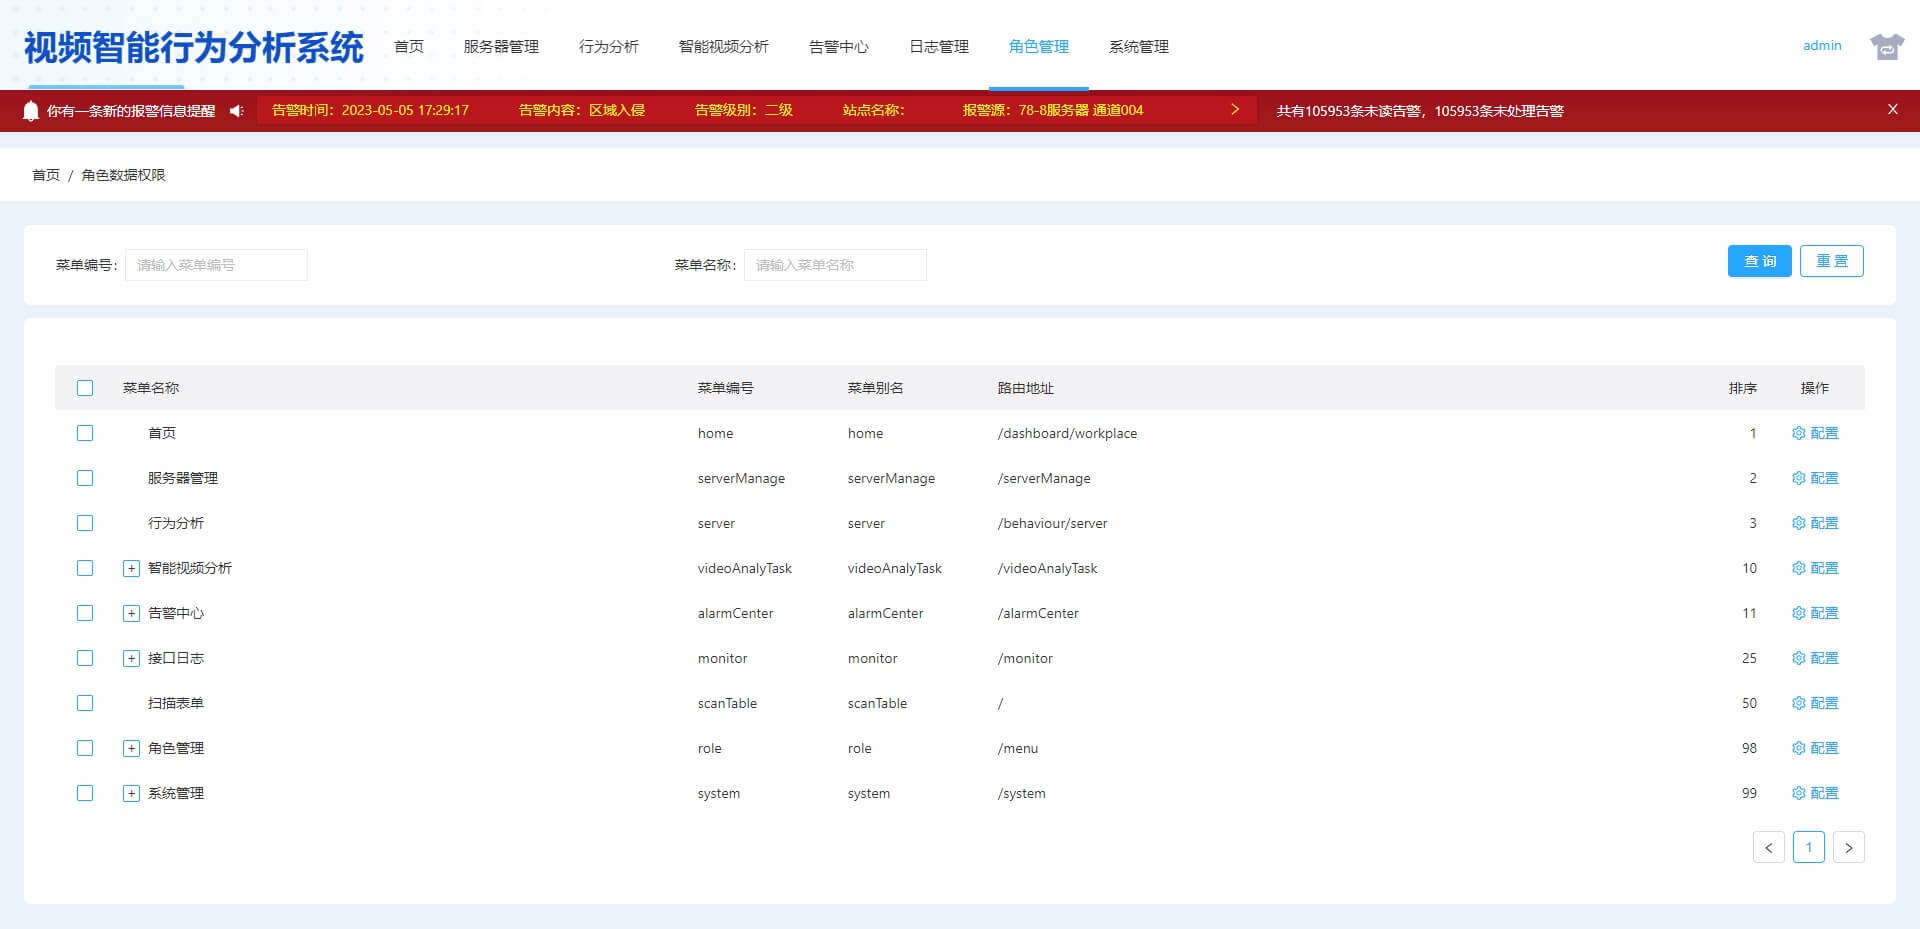 视频智能行为分析系统 首页 服务器管理 行为分析 智能视频分析 告警中心 日志管理 角色管理 系统管理 admin
你有一条新的报警信息提醒 告警时间：2023-05-05 17:29:17 告警内容：区域入侵 告警级别：二级 站点名称： 报警源：78-8服务器 通道004 > 共有105953条未读告警，105953条未处理告警 X
首页 / 角色数据权限
菜单编号： 请输入菜单编号 菜单名称： 请输入菜单名称 查 询 重 置
菜单名称 菜单编号 菜单别名 路由地址 排序 操作
首页 home home /dashboard/workplace 1 配置
服务器管理 serverManage serverManage /serverManage 2 配置
行为分析 server server /behaviour/server 3 配置
+ 智能视频分析 videoAnalyTask videoAnalyTask /videoAnalyTask 10 配置
+ 告警中心 alarmCenter alarmCenter /alarmCenter 11 配置
+ 接口日志 monitor monitor /monitor 25 配置
扫描表单 scanTable scanTable / 50 配置
+ 角色管理 role role /menu 98 配置
+ 系统管理 system system /system 99 配置
< 1 >